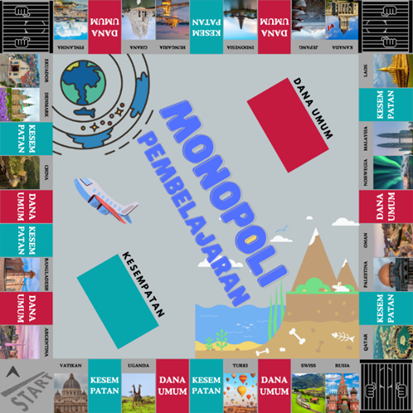 FINLANDIA
DANA
UMUM
GHANA
HUNGARIA
KESEM
PATAN
INDONESIA
DANA
UMUM
JEPANG
KANADA
EKUADOR
DENMARK
KESEM
PATAN
CHINA
DANA
UMUM
KESEM
PATAN
BANGLADESH
DANA
UMUM
ARGENTINA
MONOPOLI
PEMBELAJARAN
DANA UMUM
KESEMPATAN
LAOS
KESEM
PATAN
MALAYSIA
NORWEGIA
DANA
UMUM
OMAN
PALESTINA
KESEM
PATAN
QATAR
START
VATIKAN
KESEM
PATAN
UGANDA
DANA
UMUM
KESEM
PATAN
TURKI
DANA
UMUM
SWISS
RUSIA